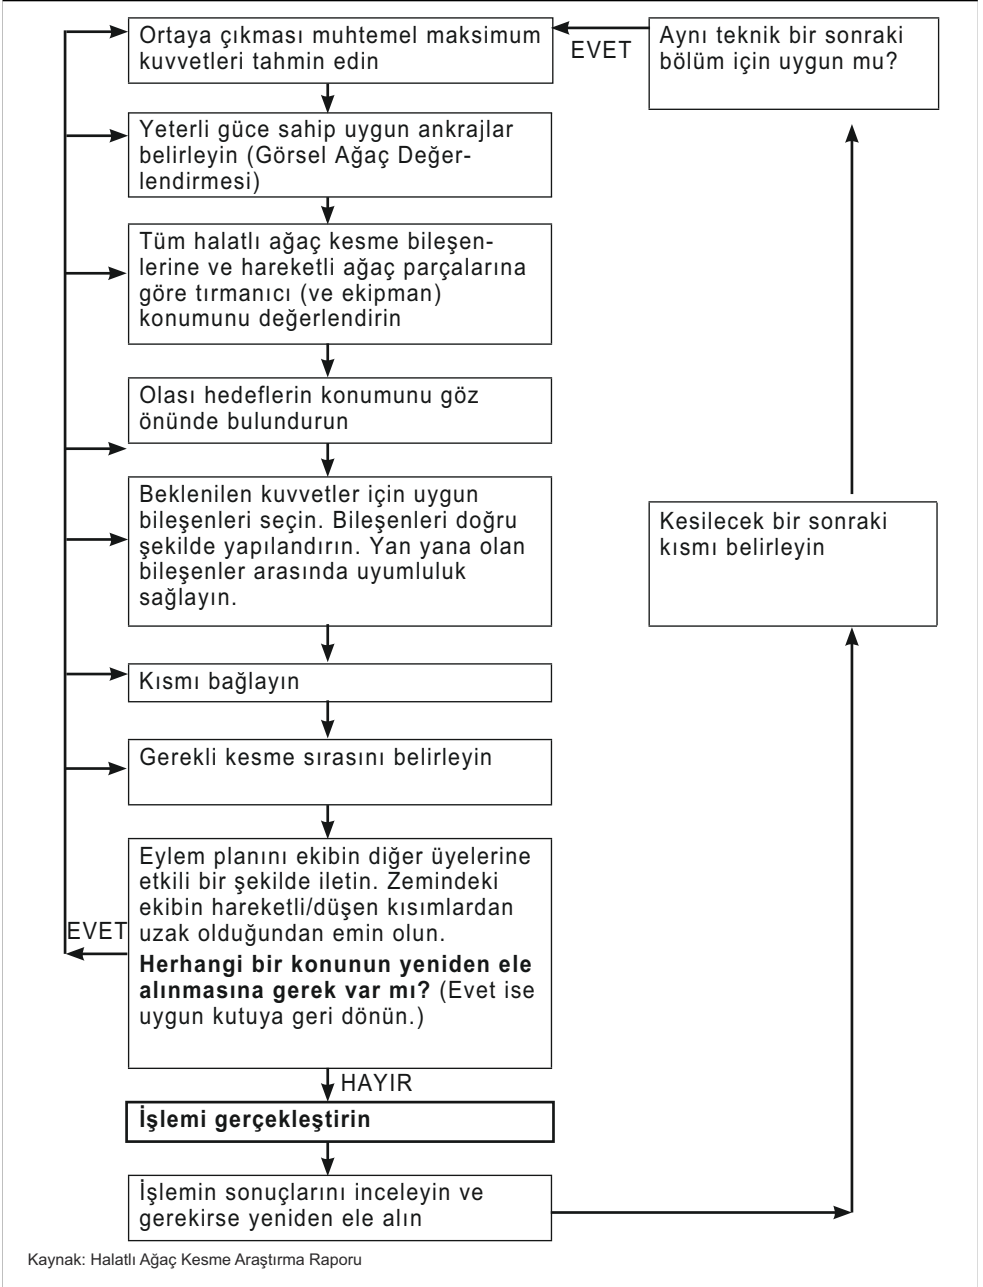 Ortaya çıkması muhtemel maksimum
kuvvetleri tahmin edin
EVET
Aynı teknik bir sonraki
bölüm için uygun mu?
Yeterli güce sahip uygun ankrajlar
belirleyin (Görsel Ağaç Değer-
lendirmesi)
Tüm halatlı ağaç kesme bileşen-
lerine ve hareketli ağaç parçalarına
göre tırmanıcı (ve ekipman)
konumunu değerlendirin
Olası hedeflerin konumunu göz
önünde bulundurun
Beklenilen kuvvetler için uygun
bileşenleri seçin. Bileşenleri doğru
şekilde yapılandırın. Yan yana olan
bileşenler arasında uyumluluk
sağlayın.
Kesilecek bir sonraki
kısmı belirleyin
Kısmı bağlayın
Gerekli kesme sırasını belirleyin
Eylem planını ekibin diğer üyelerine
etkili bir şekilde iletin. Zemindeki
ekibin hareketli/düşen kısımlardan
uzak olduğundan emin olun.
EVET
Herhangi bir konunun yeniden ele
alınmasına gerek var mı? (Evet ise
uygun kutuya geri dönün.)
HAYIR
İşlemi gerçekleştirin
İşlemin sonuçlarını inceleyin ve
gerekirse yeniden ele alın
Kaynak: Halatlı Ağaç Kesme Araştırma Raporu